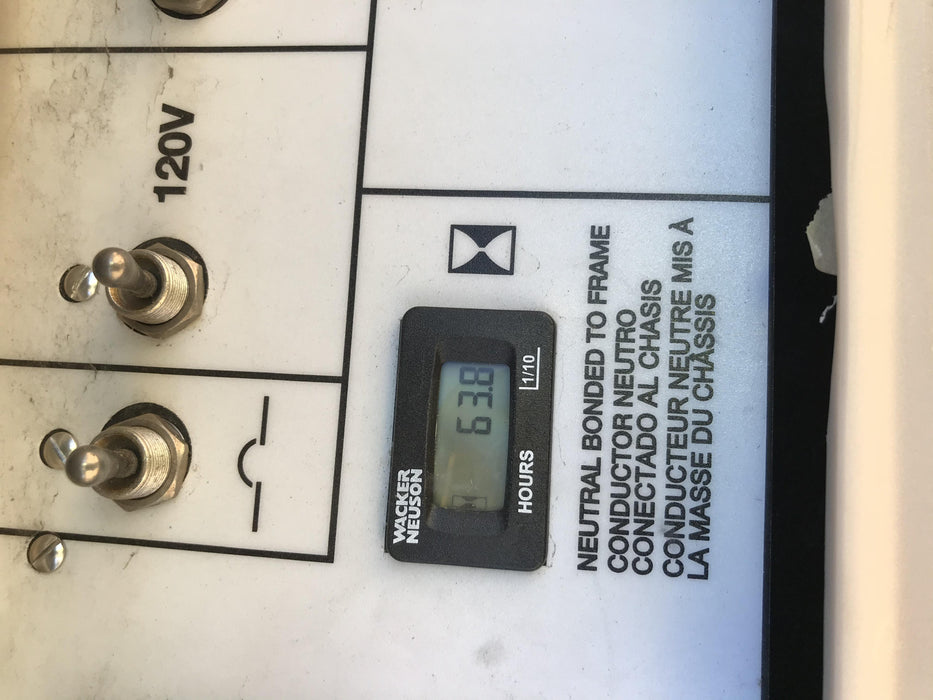 120V
WACKER
NEUSON
63.8
HOURS
1/10
NEUTRAL BONDED TO FRAME
CONDUCTOR NEUTRO
CONECTADO AL CHASIS
CONDUCTEUR NEUTRE MIS À
LA MASSE DU CHÂSSIS